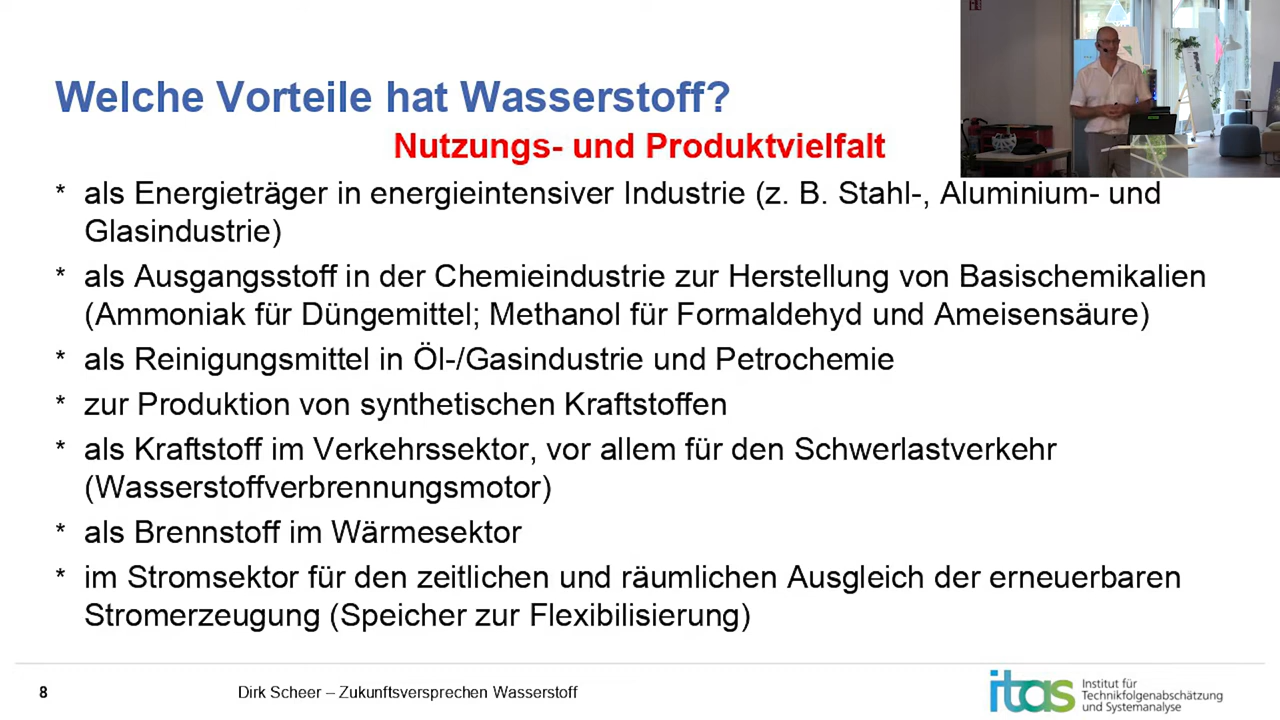 Welche Vorteile hat Wasserstoff?
Nutzungs- und Produktvielfalt
* als Energieträger in energieintensiver Industrie (z. B. Stahl-, Aluminium- und
Glasindustrie)
* als Ausgangsstoff in der Chemieindustrie zur Herstellung von Basischemikalien
(Ammoniak für Düngemittel; Methanol für Formaldehyd und Ameisensäure)
* als Reinigungsmittel in Öl-/Gasindustrie und Petrochemie
* zur Produktion von synthetischen Kraftstoffen
* als Kraftstoff im Verkehrssektor, vor allem für den Schwerlastverkehr
(Wasserstoffverbrennungsmotor)
* als Brennstoff im Wärmesektor
* im Stromsektor für den zeitlichen und räumlichen Ausgleich der erneuerbaren
Stromerzeugung (Speicher zur Flexibilisierung)
8
Dirk Scheer – Zukunftsversprechen Wasserstoff
itas
Institut für
Technikfolgenabschätzung
und Systemanalyse